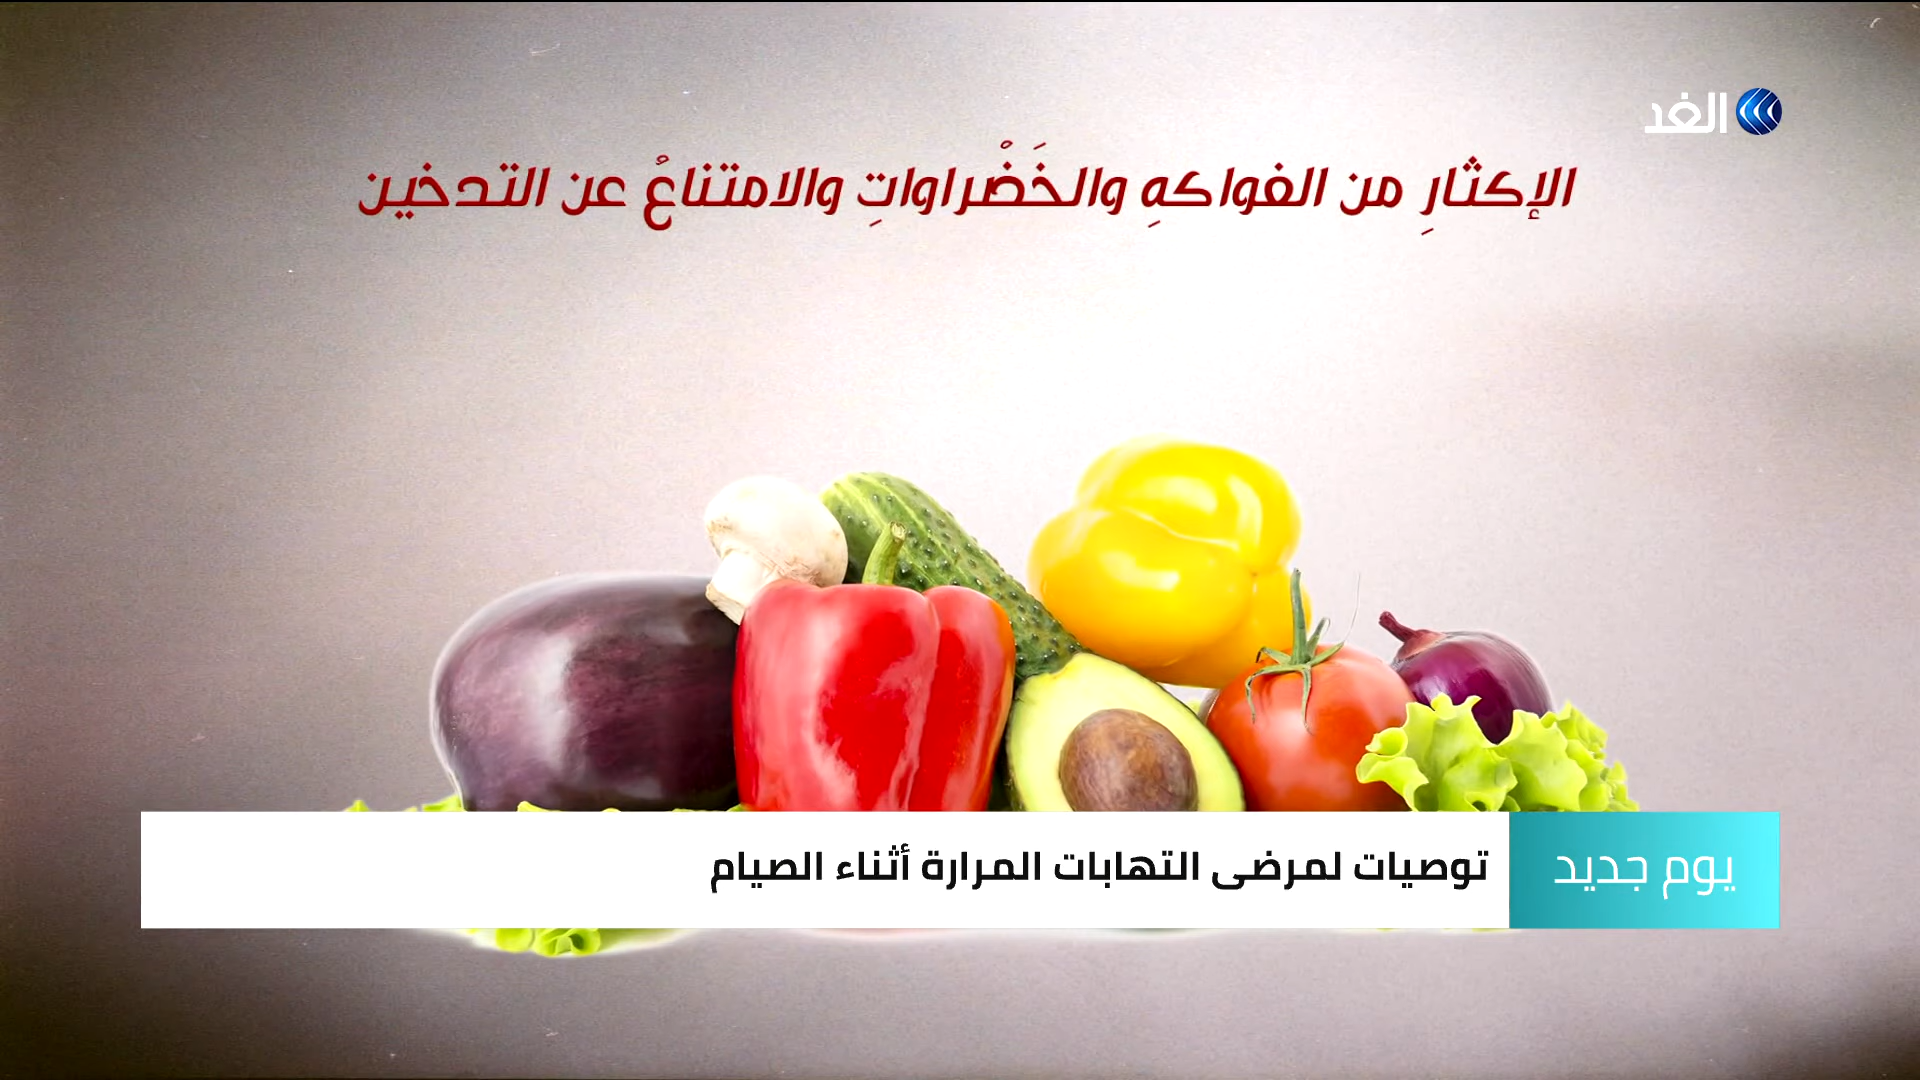 الغد
الإكثارِ من الفواكهِ والخَضْراواتِ والامتناعُ عن التدخين
يوم جديد
توصيات لمرضى التهابات المرارة أثناء الصيام